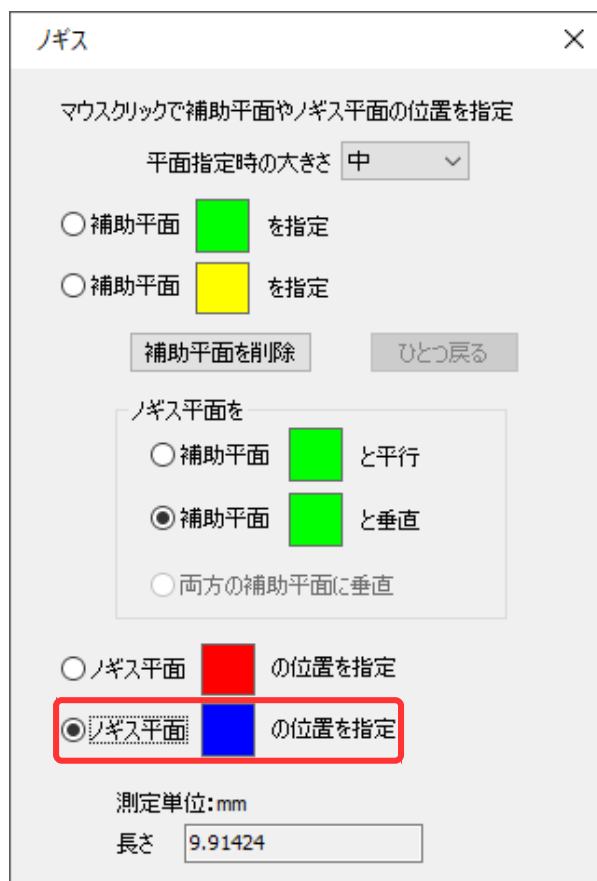 ノギス
マウスクリックで補助平面やノギス平面の位置を指定
平面指定時の大きさ 中
補助平面 を指定
補助平面 を指定
補助平面を削除 ひとつ戻る
ノギス平面を
補助平面 と平行
補助平面 と垂直
両方の補助平面に垂直
ノギス平面 の位置を指定
ノギス平面 の位置を指定
測定単位:mm
長さ 9.91424